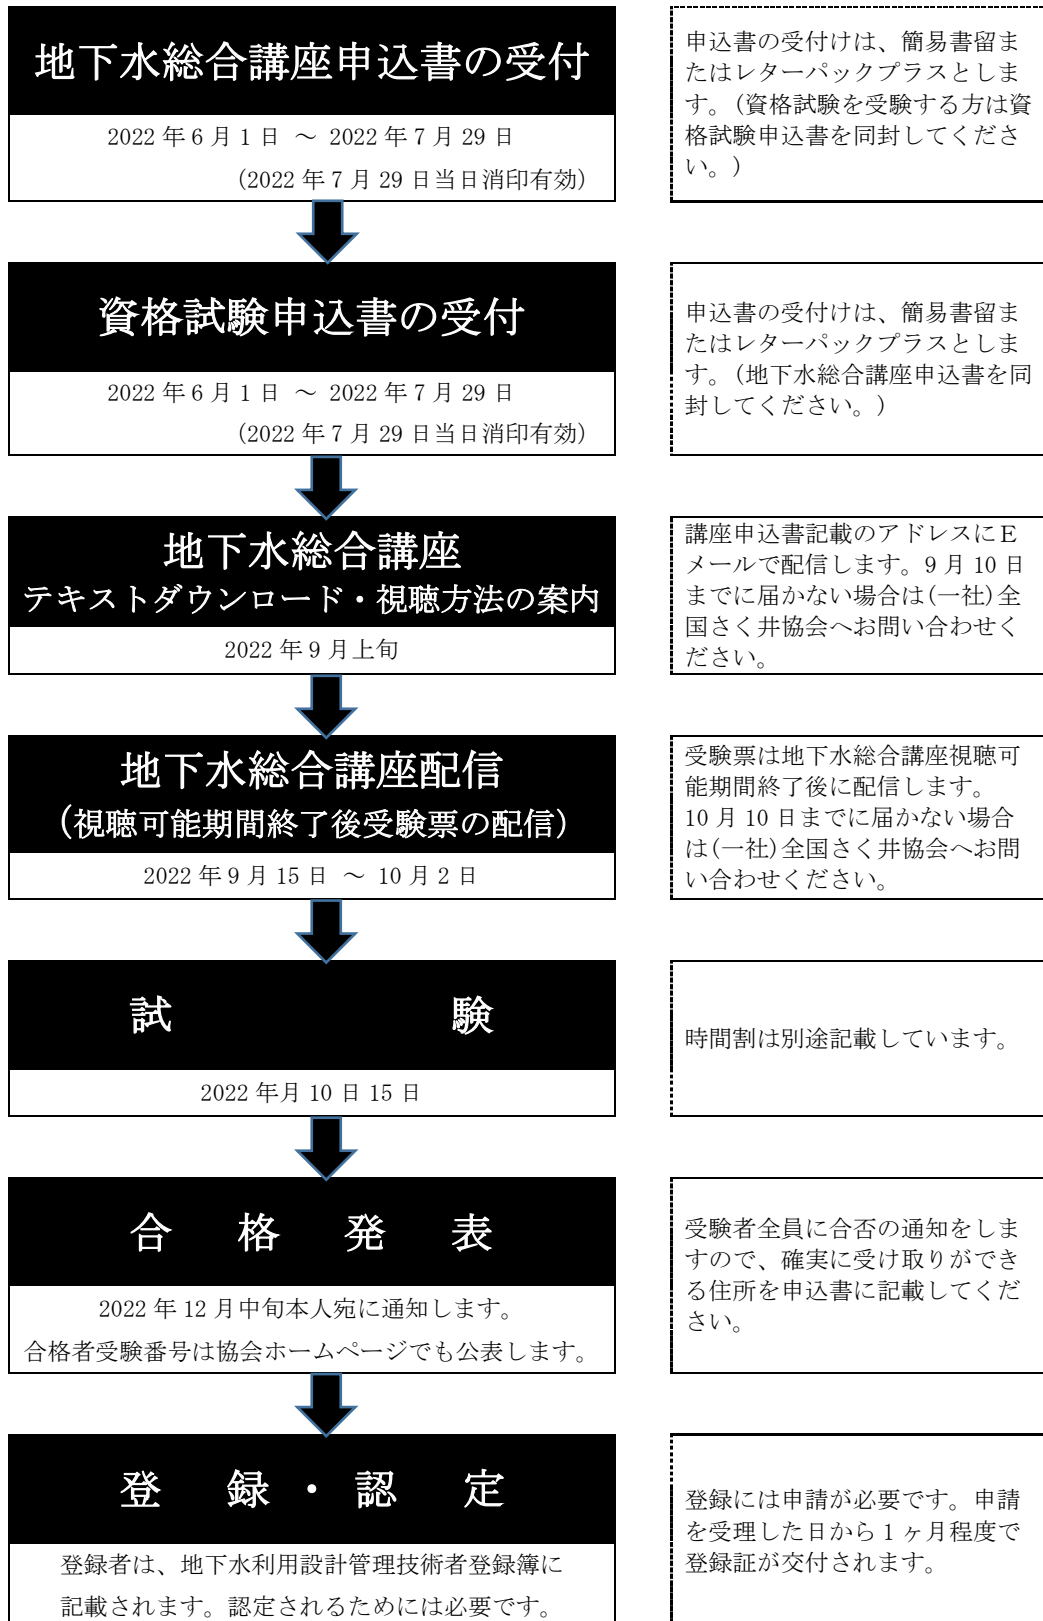 地下水総合講座申込書の受付
2022 年 6 月 1 日 ～ 2022 年 7 月 29 日
(2022 年 7 月 29 日当日消印有効)
申込書の受付けは、簡易書留ま
たはレターパックプラスとしま
す。(資格試験を受験する方は資
格試験申込書を同封してくださ
い。)
資格試験申込書の受付
2022 年 6 月 1 日 ～ 2022 年 7 月 29 日
(2022 年 7 月 29 日当日消印有効)
申込書の受付けは、簡易書留ま
たはレターパックプラスとしま
す。(地下水総合講座申込書を同
封してください。)
地下水総合講座
テキストダウンロード・視聴方法の案内
2022 年 9 月上旬
講座申込書記載のアドレスにE
メールで配信します。9 月 10 日
までに届かない場合は(一社)全
国さく井協会へお問い合わせく
ださい。
地下水総合講座配信
(視聴可能期間終了後受験票の配信)
2022 年 9 月 15 日 ～ 10 月 2 日
受験票は地下水総合講座視聴可
能期間終了後に配信します。
10 月 10 日までに届かない場合
は(一社)全国さく井協会へお問
い合わせください。
試 験
2022 年月 10 日 15 日
時間割は別途記載しています。
合 格 発 表
2022 年 12 月中旬本人宛に通知します。
合格者受験番号は協会ホームページでも公表します。
受験者全員に合否の通知をしま
すので、確実に受け取りができ
る住所を申込書に記載してくだ
さい。
登 録 ・ 認 定
登録者は、地下水利用設計管理技術者登録簿に
記載されます。認定されるためには必要です。
登録には申請が必要です。申請
を受理した日から 1 ヶ月程度で
登録証が交付されます。